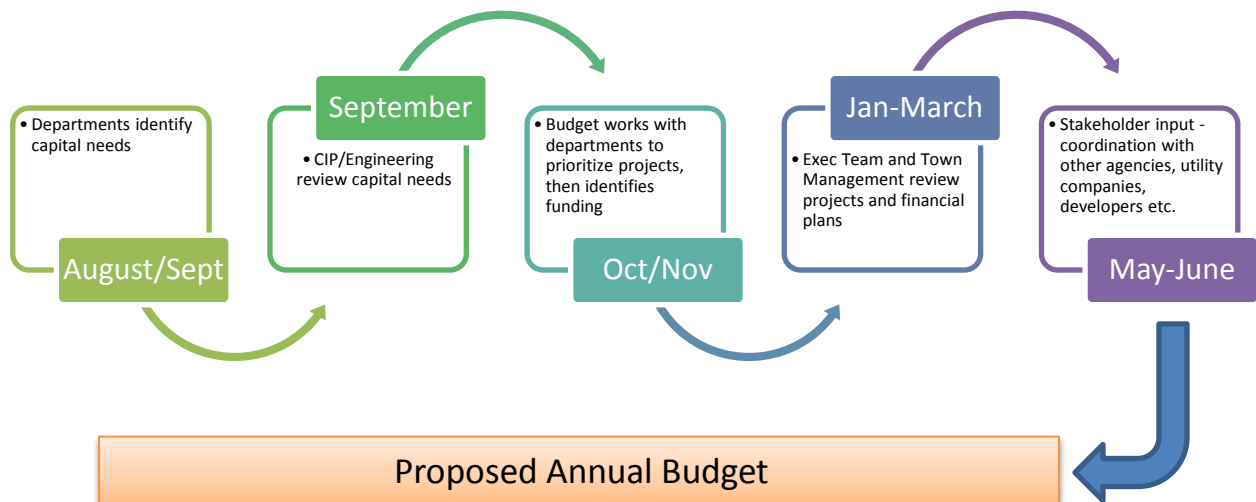 • Departments identify
capital needs
August/Sept
September
• CIP/Engineering
review capital needs
• Budget works with
departments to
prioritize projects,
then identifies
funding
Oct/Nov
Jan-March
• Exec Team and Town
Management review
projects and financial
plans
• Stakeholder input -
coordination with
other agencies, utility
companies,
developers etc.
May-June
Proposed Annual Budget